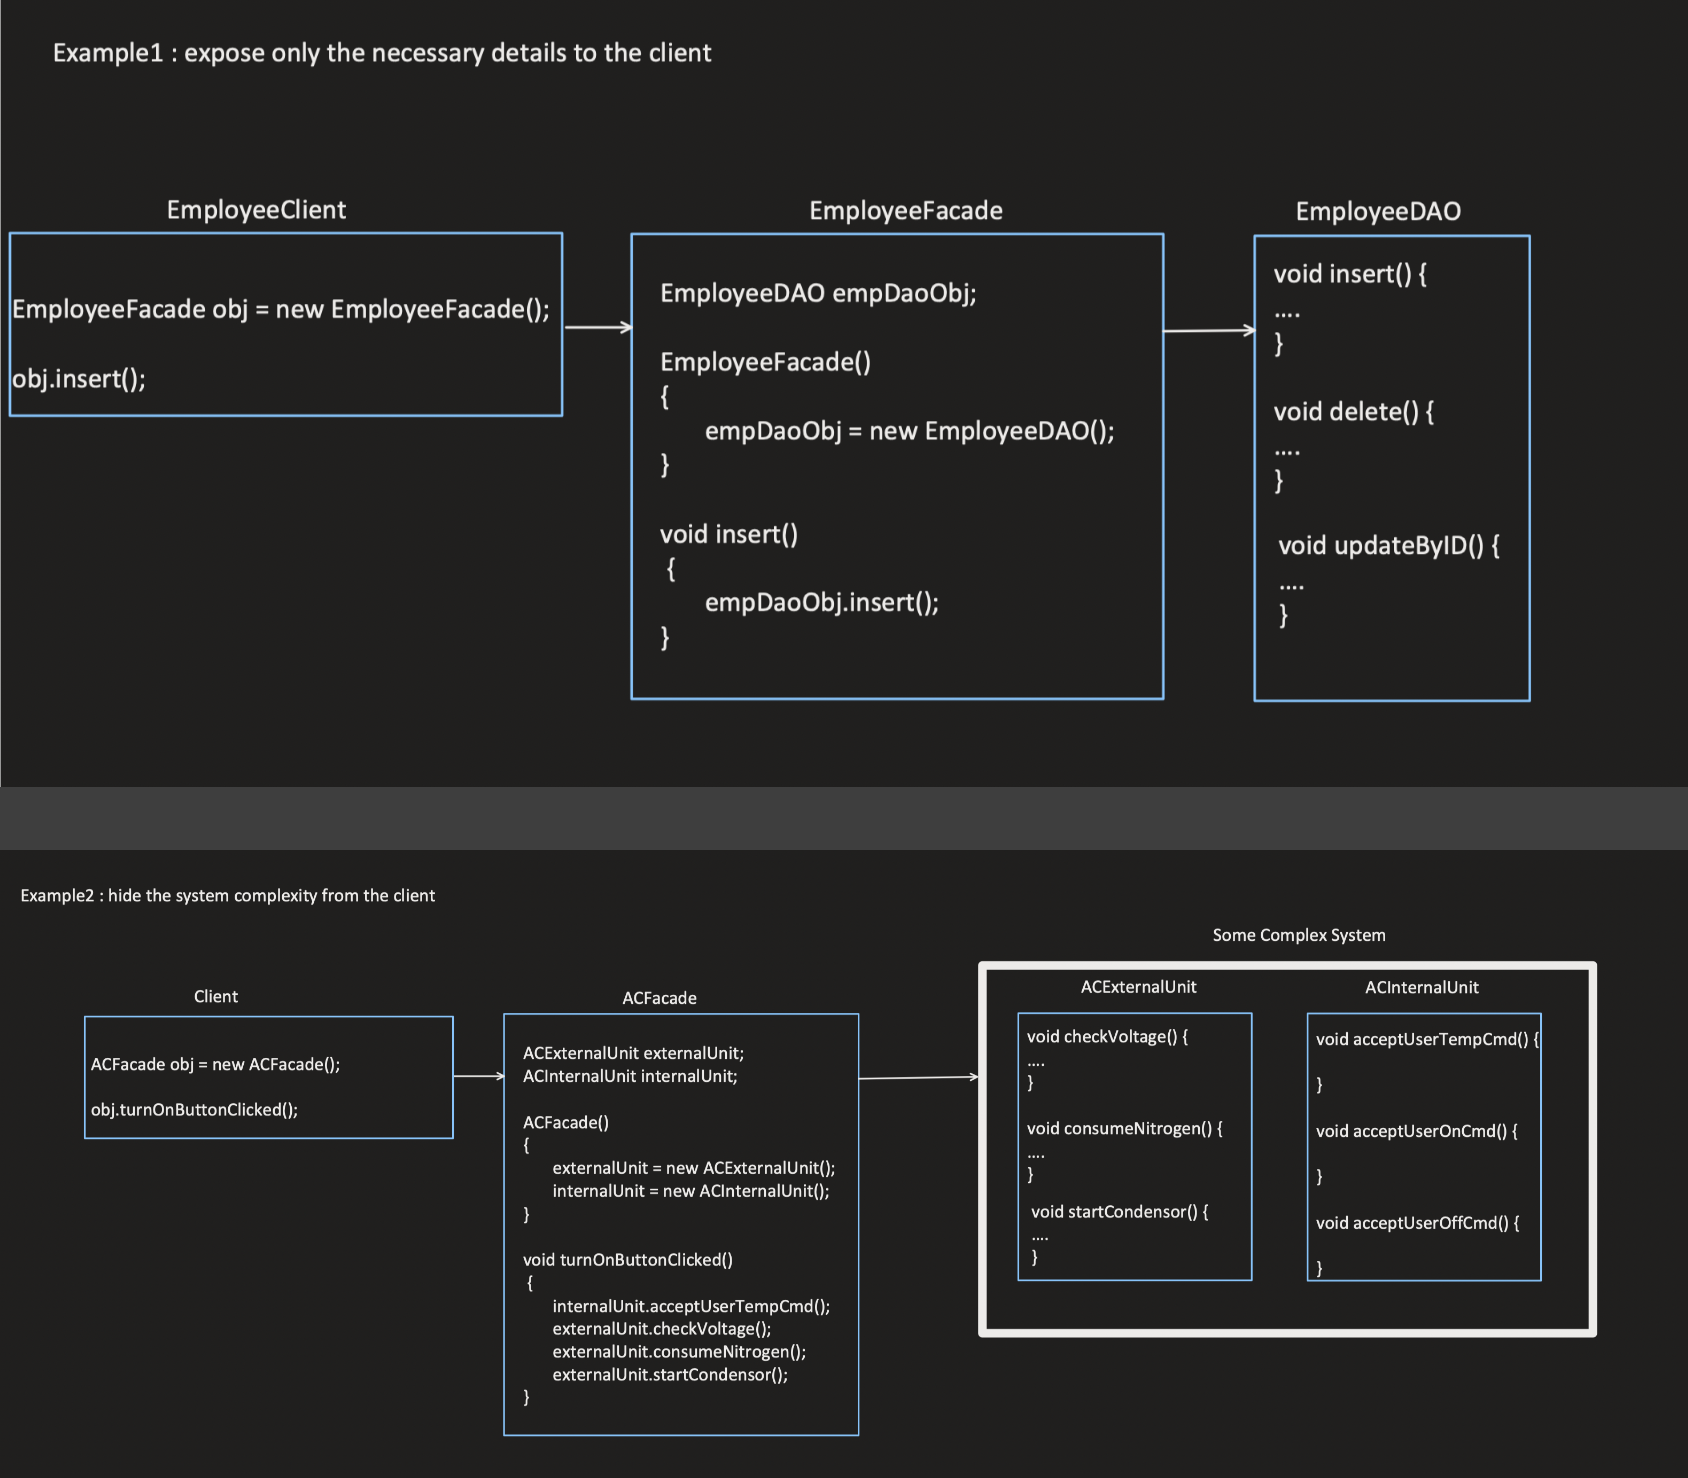 Example1 : expose only the necessary details to the client
EmployeeClient
EmployeeFacade obj = new EmployeeFacade();
obj.insert();
EmployeeFacade
EmployeeDAO empDaoObj;
EmployeeFacade()
{
empDaoObj = new EmployeeDAO();
}
void insert()
{
empDaoObj.insert();
}
EmployeeDAO
void insert() {
....
}
void delete() {
....
}
void updateByID() {
....
}
Example2 : hide the system complexity from the client
Client
ACFacade obj = new ACFacade();
obj.turnOnButtonClicked();
ACFacade
ACExternalUnit externalUnit;
ACInternalUnit internalUnit;
ACFacade()
{
externalUnit = new ACExternalUnit();
internalUnit = new ACInternalUnit();
}
void turnOnButtonClicked()
{
internalUnit.acceptUserTempCmd();
externalUnit.checkVoltage();
externalUnit.consumeNitrogen();
externalUnit.startCondensor();
}
Some Complex System
ACExternalUnit
void checkVoltage() {
....
}
void consumeNitrogen() {
....
}
void startCondensor() {
....
}
ACInternalUnit
void acceptUserTempCmd() {
}
void acceptUserOnCmd() {
}
void acceptUserOffCmd() {
}